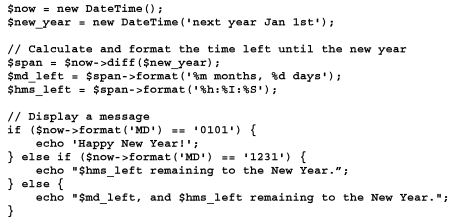 $now = new DateTime();
$new_year = new DateTime('next year Jan 1st');
// Calculate and format the time left until the new year
$span = $now->diff($new_year);
$md_left = $span->format('%m months, %d days');
$hms_left = $span->format('%h:%I:%S');
// Display a message
if ($now->format('MD') == '0101') {
    echo 'Happy New Year!';
} else if ($now->format('MD') == '1231') {
    echo "$hms_left remaining to the New Year.”;
} else {
    echo "$md_left, and $hms_left remaining to the New Year.";
}